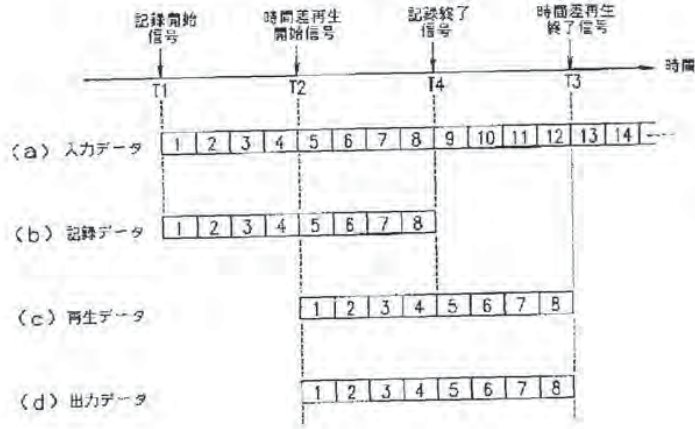 記録開始
信号
時間差再生
開始信号
記録終了
信号
時間差再生
終了信号
時間
T1
T2
T4
T3
(a) 入力データ
1 2 3 4 5 6 7 8 9 10 11 12 13 14
(b) 記録データ
1 2 3 4 5 6 7 8
(c) 再生データ
1 2 3 4 5 6 7 8
(d) 出力データ
1 2 3 4 5 6 7 8